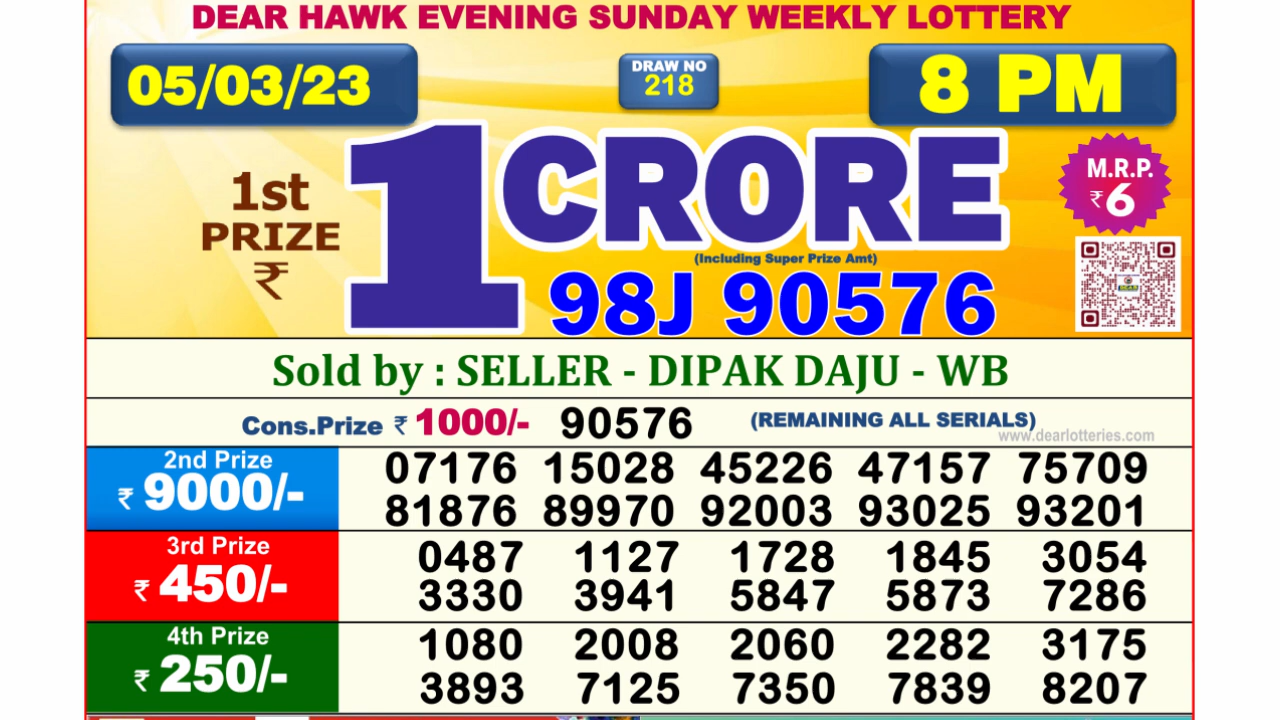 DEAR HAWK EVENING SUNDAY WEEKLY LOTTERY
05/03/23
DRAW NO
218
8 PM
1st
PRIZE
₹
1 CRORE
(Including Super Prize Amt)
98J 90576
M.R.P.
₹ 6
Sold by : SELLER - DIPAK DAJU - WB
Cons.Prize ₹ 1000/- 90576 (REMAINING ALL SERIALS)
www.dearlotteries.com
2nd Prize
₹ 9000/-
07176 15028 45226 47157 75709
81876 89970 92003 93025 93201
3rd Prize
₹ 450/-
0487 1127 1728 1845 3054
3330 3941 5847 5873 7286
4th Prize
₹ 250/-
1080 2008 2060 2282 3175
3893 7125 7350 7839 8207